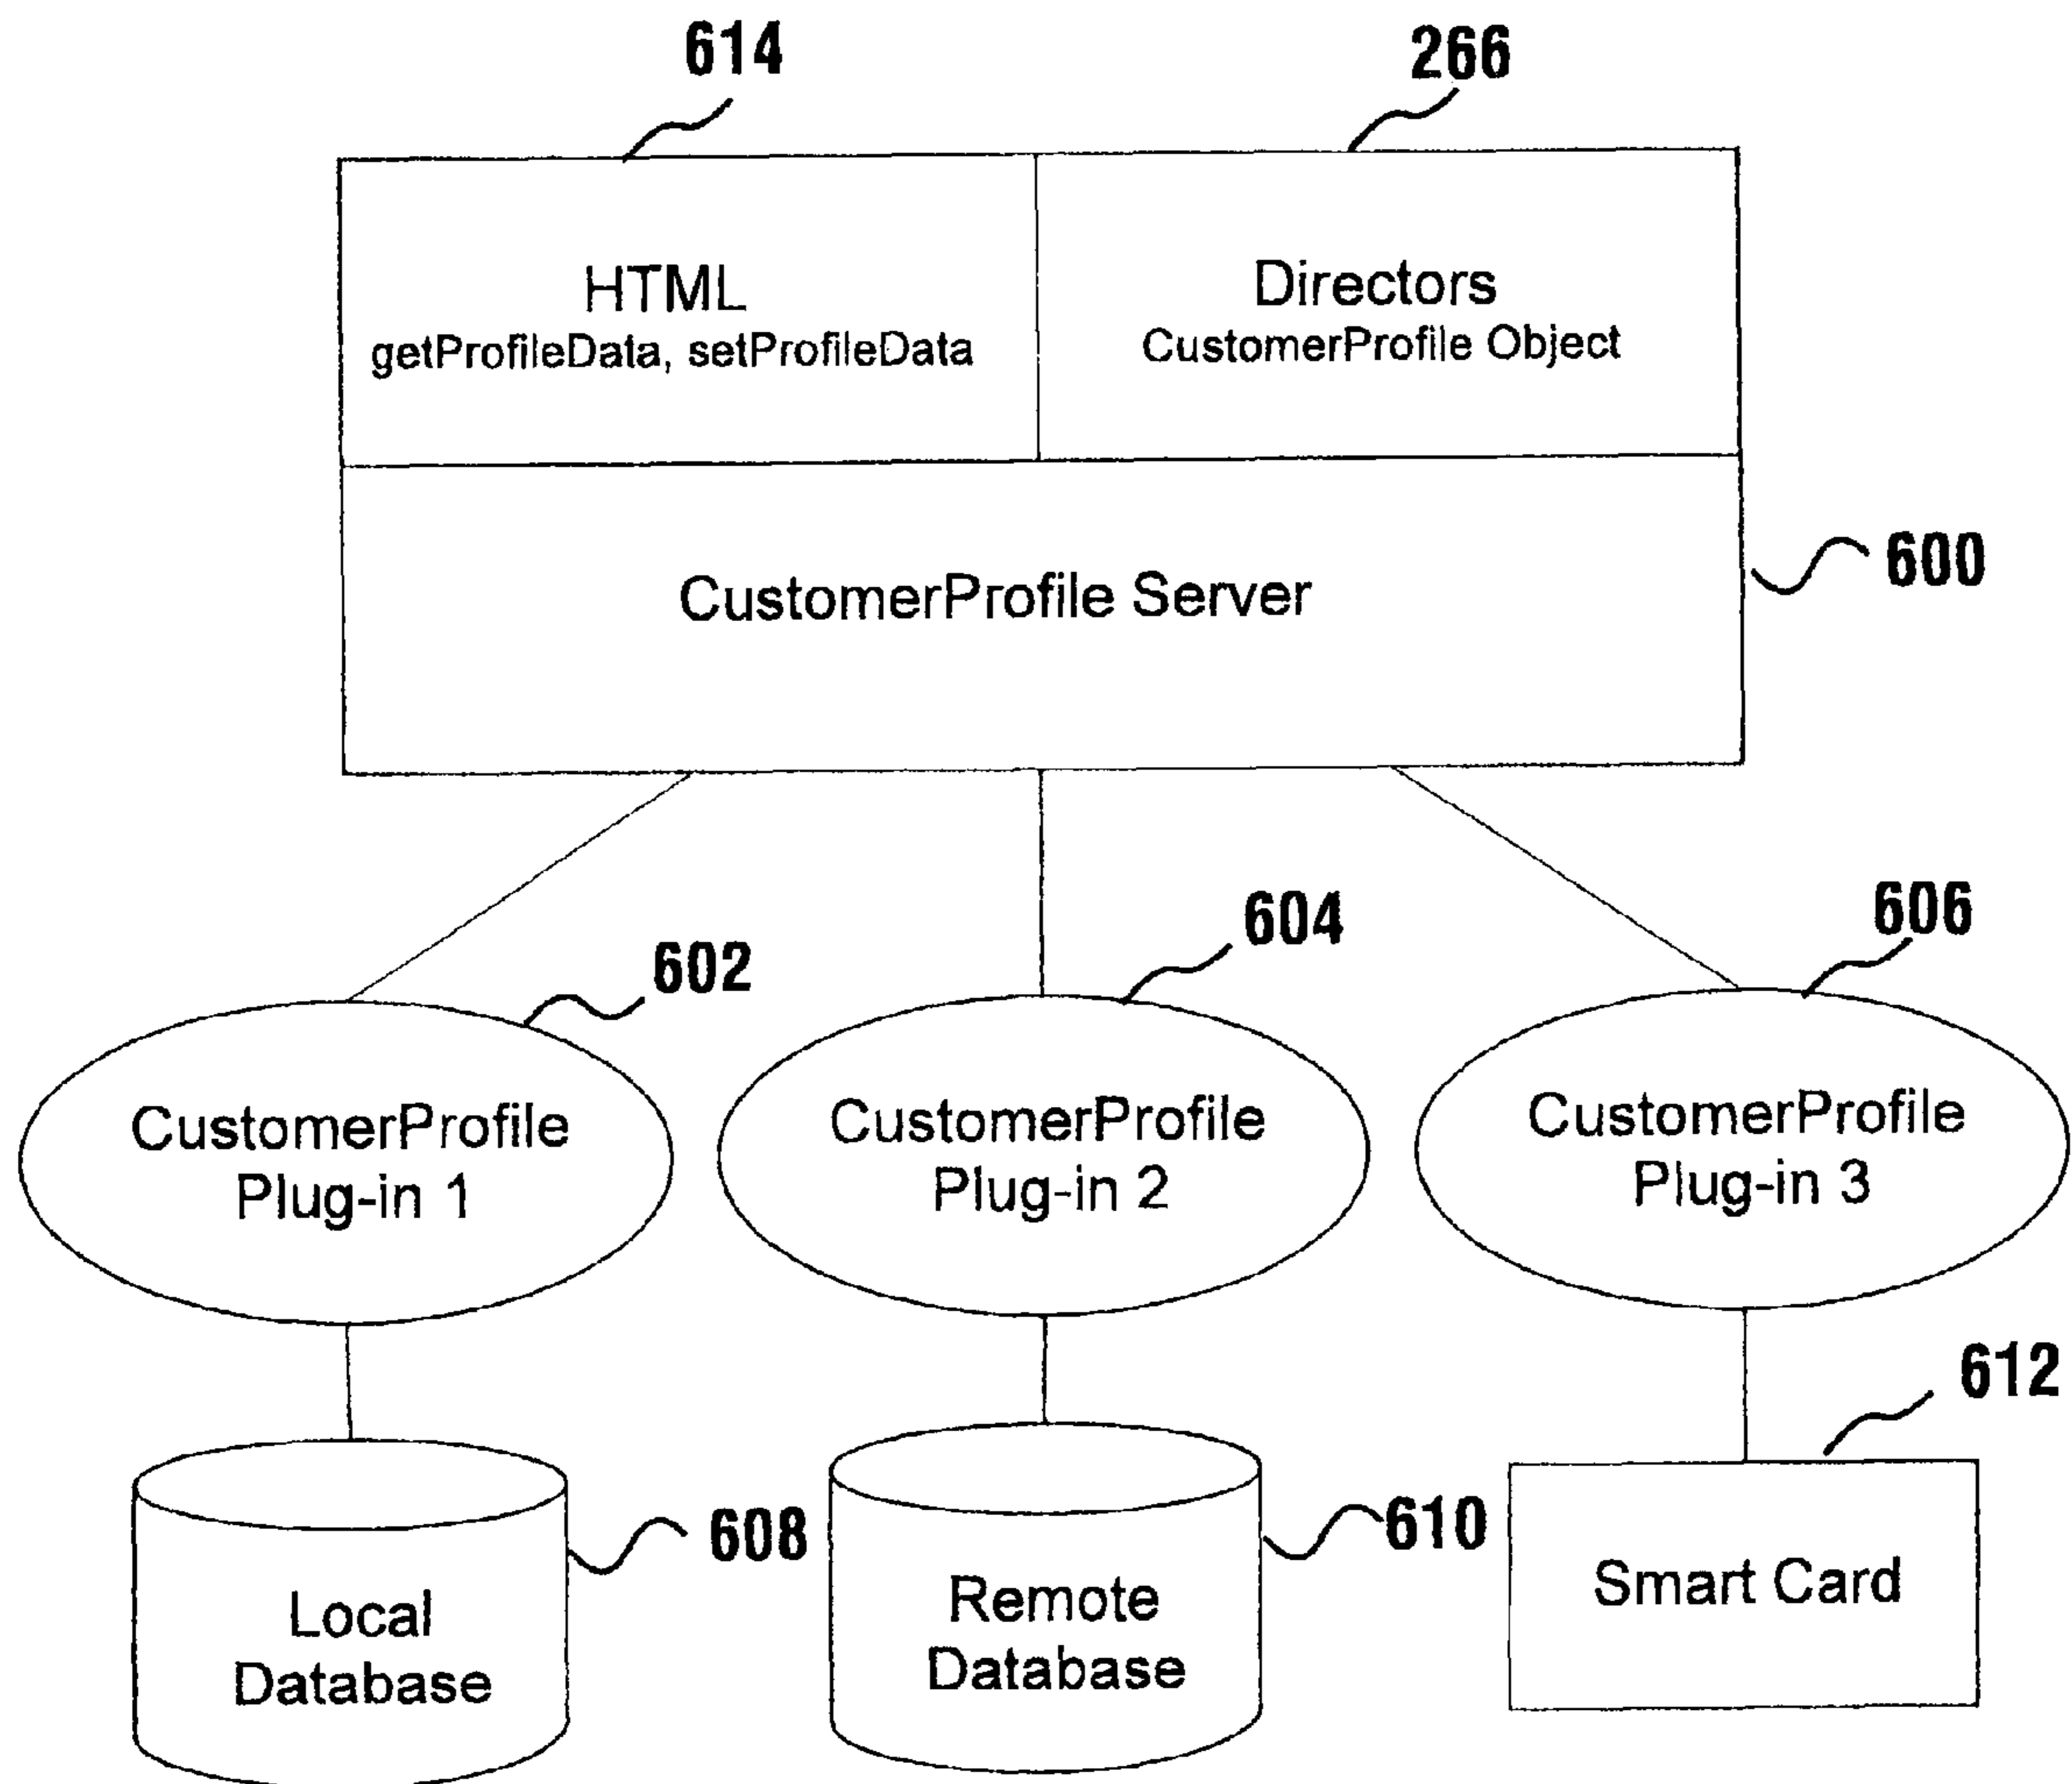 614
266
HTML
getProfileData, setProfileData
Directors
CustomerProfile Object
CustomerProfile Server
600
602
604
606
CustomerProfile
Plug-in 1
CustomerProfile
Plug-in 2
CustomerProfile
Plug-in 3
608
610
612
Local
Database
Remote
Database
Smart Card